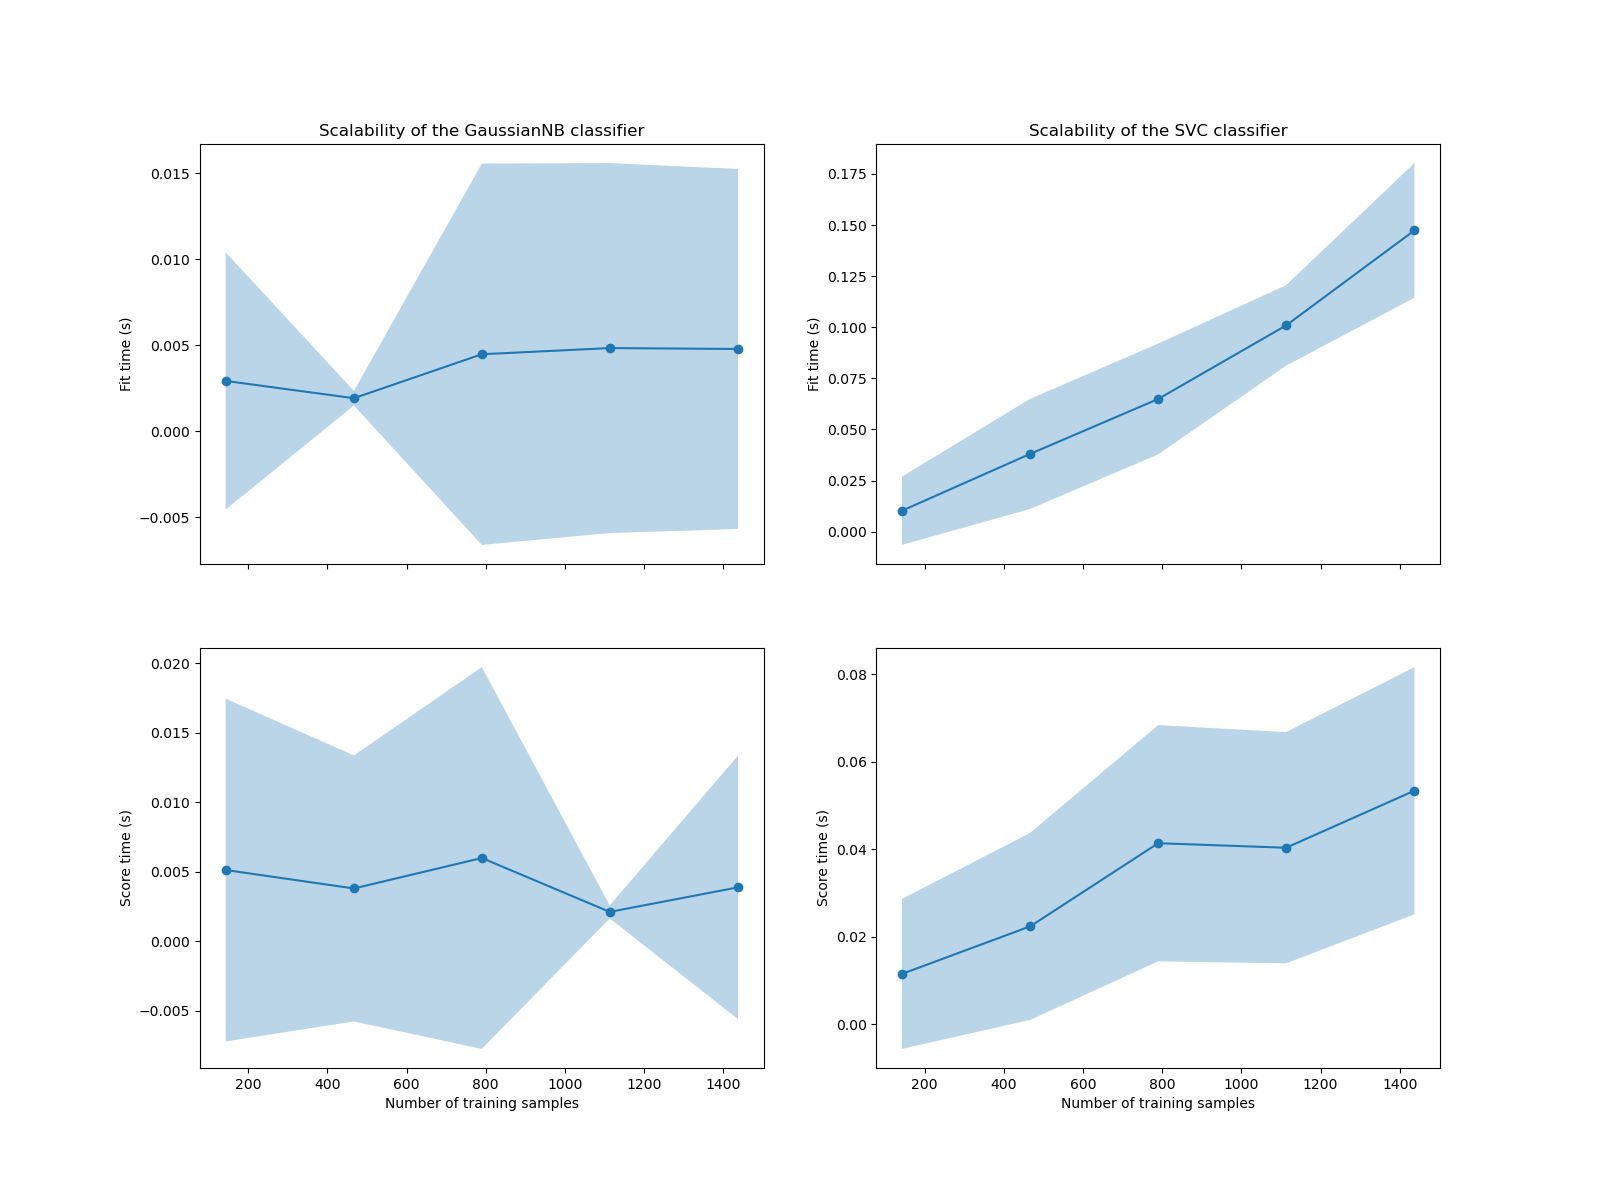 Scalability of the GaussianNB classifier
Scalability of the SVC classifier
0.015
0.010
0.005
0.000
−0.005
Fit time (s)
0.175
0.150
0.125
0.100
0.075
0.050
0.025
0.000
Fit time (s)
0.020
0.015
0.010
0.005
0.000
−0.005
Score time (s)
200 400 600 800 1000 1200 1400
Number of training samples
0.08
0.06
0.04
0.02
0.00
Score time (s)
200 400 600 800 1000 1200 1400
Number of training samples